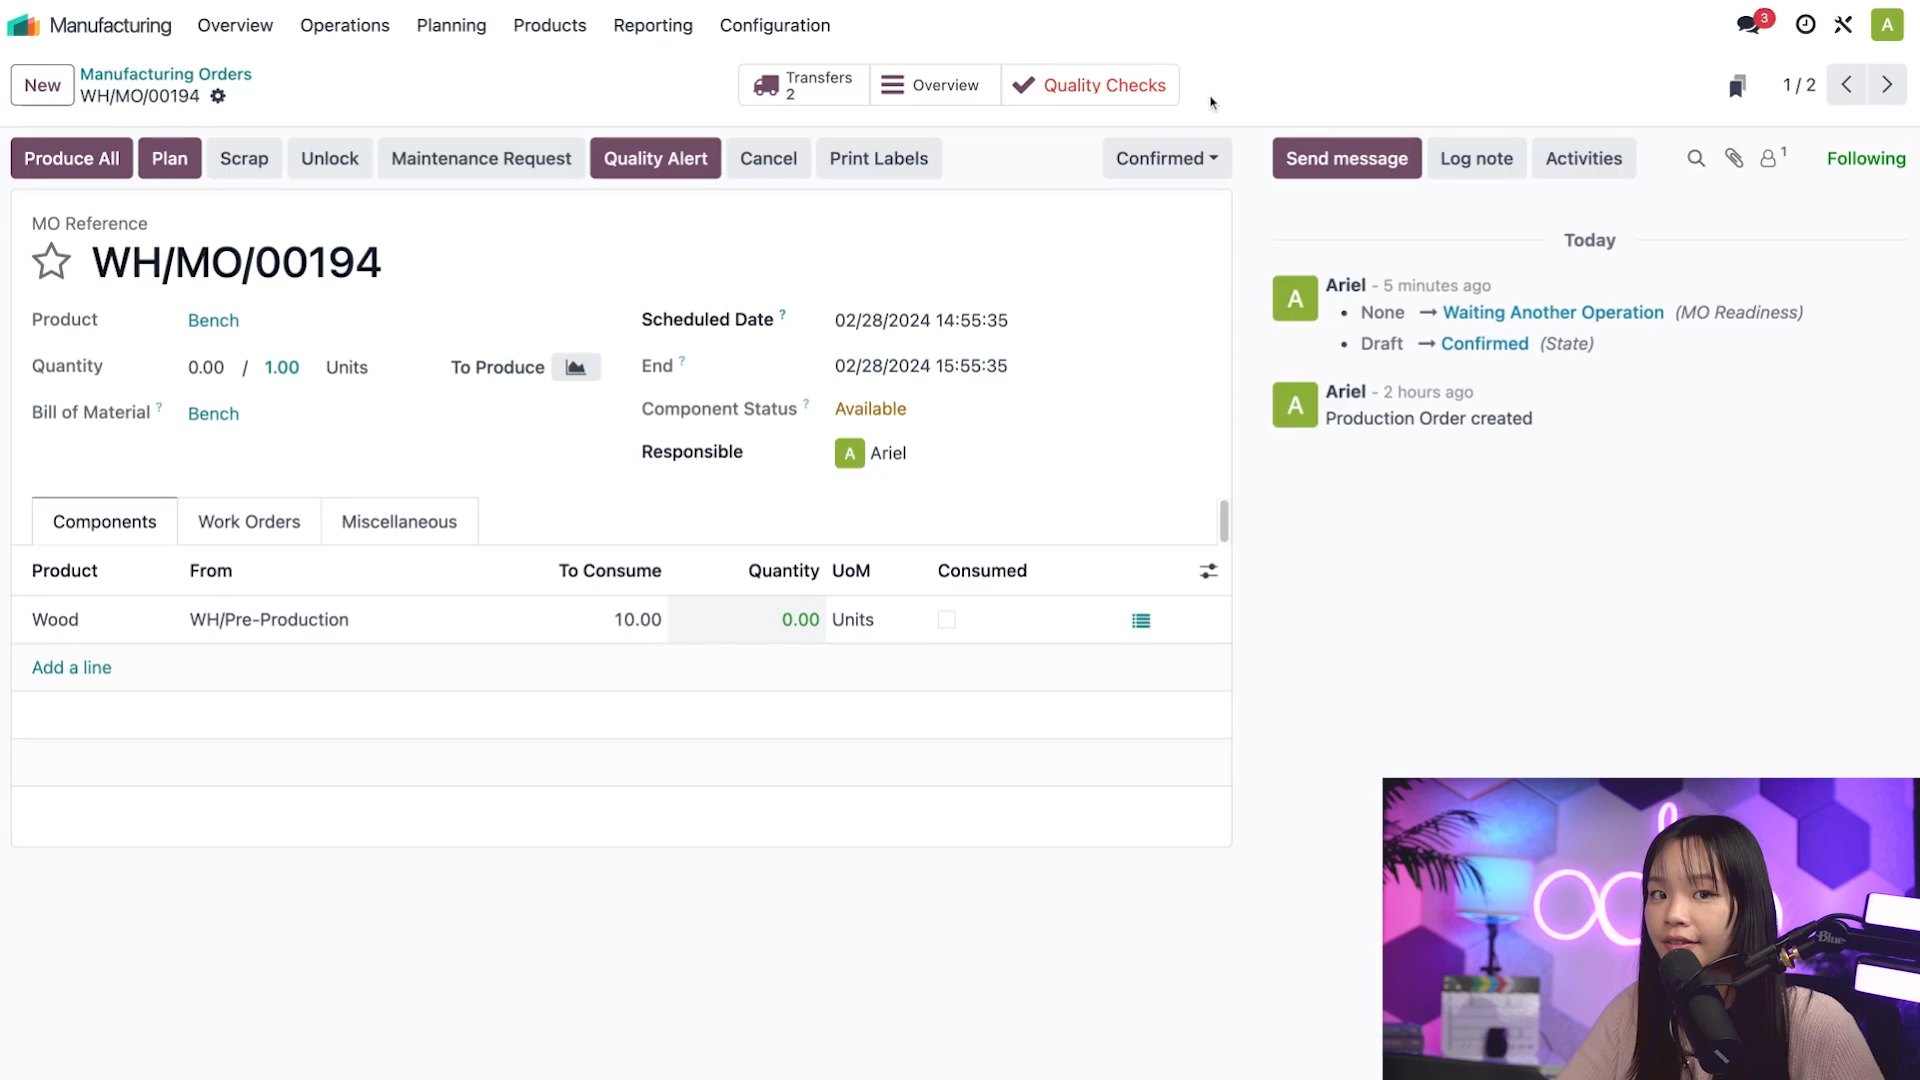 Manufacturing Overview Operations Planning Products Reporting Configuration 3 A
New Manufacturing Orders
WH/MO/00194
Transfers
2
Overview
Quality Checks
1 / 2
Produce All Plan Scrap Unlock Maintenance Request Quality Alert Cancel Print Labels Confirmed
Send message Log note Activities 1 Following
MO Reference
WH/MO/00194
Product Bench
Quantity 0.00 / 1.00 Units To Produce
Bill of Material ? Bench
Scheduled Date ? 02/28/2024 14:55:35
End ? 02/28/2024 15:55:35
Component Status ? Available
Responsible A Ariel
Components Work Orders Miscellaneous
Product From To Consume Quantity UoM Consumed
Wood WH/Pre-Production 10.00 0.00 Units
Add a line
Today
A Ariel - 5 minutes ago
• None → Waiting Another Operation (MO Readiness)
• Draft → Confirmed (State)
A Ariel - 2 hours ago
Production Order created
Blue